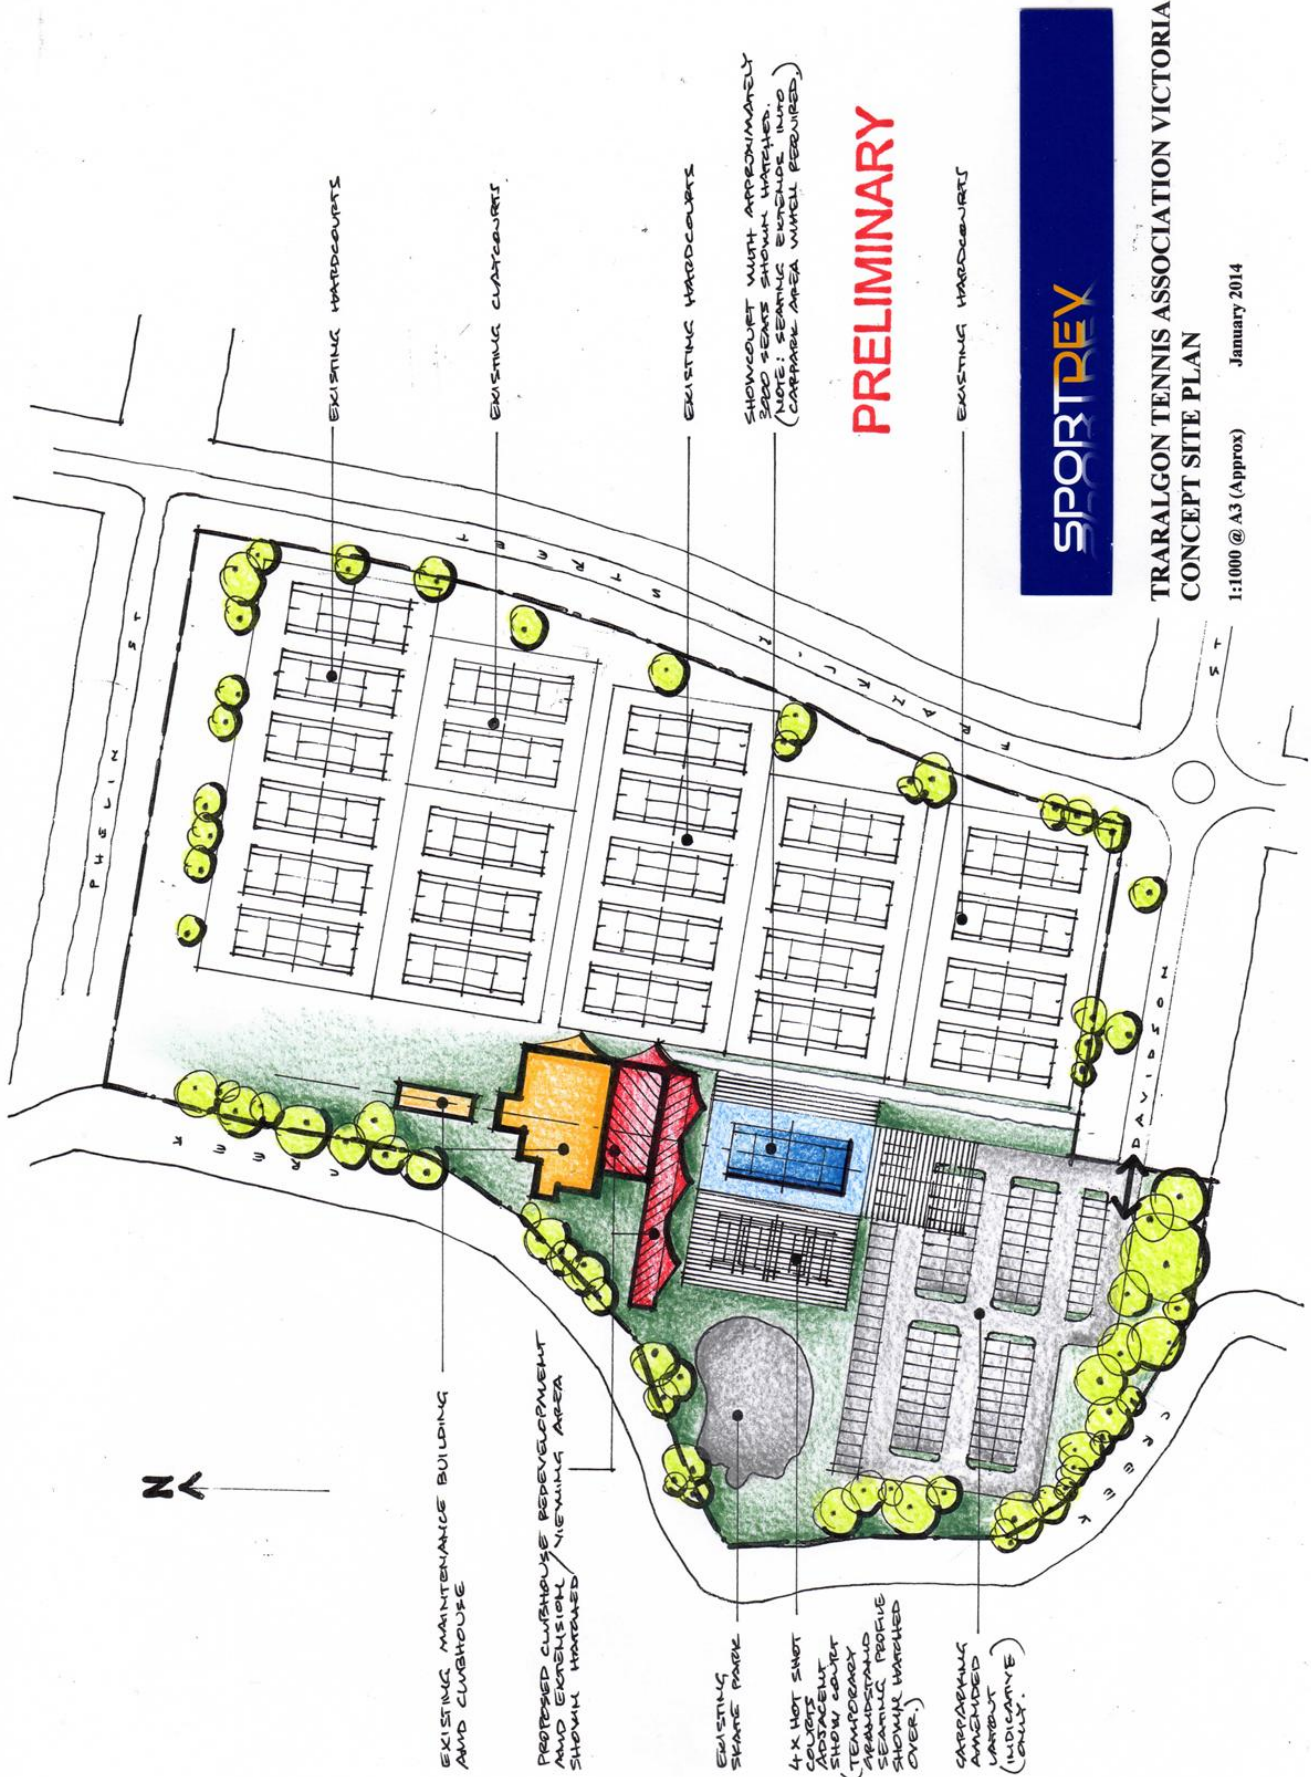 EXISTING HARDCOURTS
EXISTING CLAYCOURTS
EXISTING HARDCOURTS
SHOWCOURT WITH APPROXIMATELY
3000 SEATS SHOWN HATCHED.
(NOTE: SEATING EXTENDS INTO
CARPARK AREA WHEN REQUIRED.)
EXISTING HARDCOURTS
PRELIMINARY
SPORTDEV
TRARALGON TENNIS ASSOCIATION VICTORIA
CONCEPT SITE PLAN
1:1000 @ A3 (Approx) January 2014
PHELIN ST
FRANKLIN STREET
DAVIDSON ST
CREEK
N
EXISTING MAINTENANCE BUILDING
AND CLUBHOUSE
PROPOSED CLUBHOUSE REDEVELOPMENT
AND EXTENSION/VIEWING AREA
SHOWN HATCHED
EXISTING
SKATE PARK
4 x HOT SHOT
COURTS
ADJACENT
SHOW COURT
(TEMPORARY
GRANDSTAND
SEATING PROFILE
SHOWN HATCHED
OVER.)
CARPARKING
AMENDED
LAYOUT
(INDICATIVE
ONLY.)